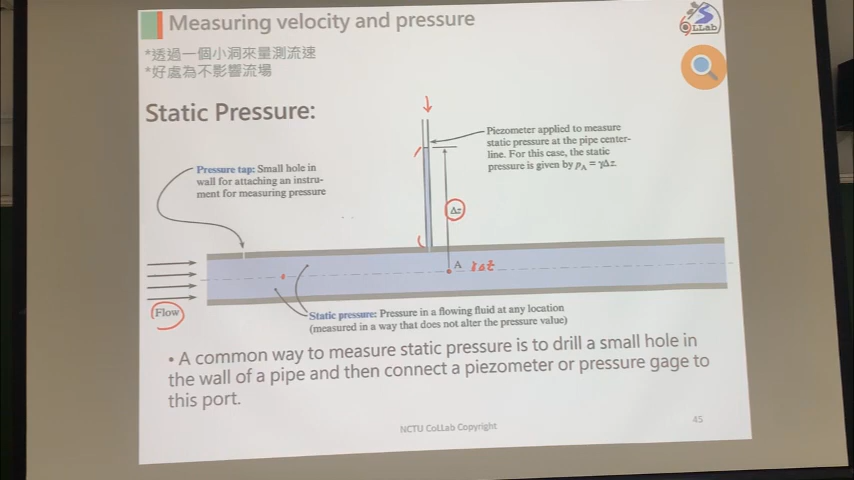 Measuring velocity and pressure
*透過一個小洞來量測流速
*好處為不影響流場
LLab
Static Pressure:
Piezometer applied to measure
static pressure at the pipe center-
line. For this case, the static
pressure is given by pA = γΔz.
Pressure tap: Small hole in
wall for attaching an instru-
ment for measuring pressure
Δz
A γΔz
Flow
Static pressure: Pressure in a flowing fluid at any location
(measured in a way that does not alter the pressure value)
• A common way to measure static pressure is to drill a small hole in
the wall of a pipe and then connect a piezometer or pressure gage to
this port.
NCTU CoLLab Copyright
45